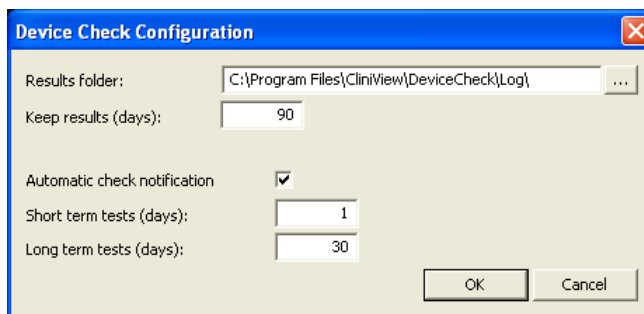 Device Check Configuration
Results folder: C:\Program Files\CliniView\DeviceCheck\Log\ ...
Keep results (days): 90
Automatic check notification
Short term tests (days): 1
Long term tests (days): 30
OK Cancel